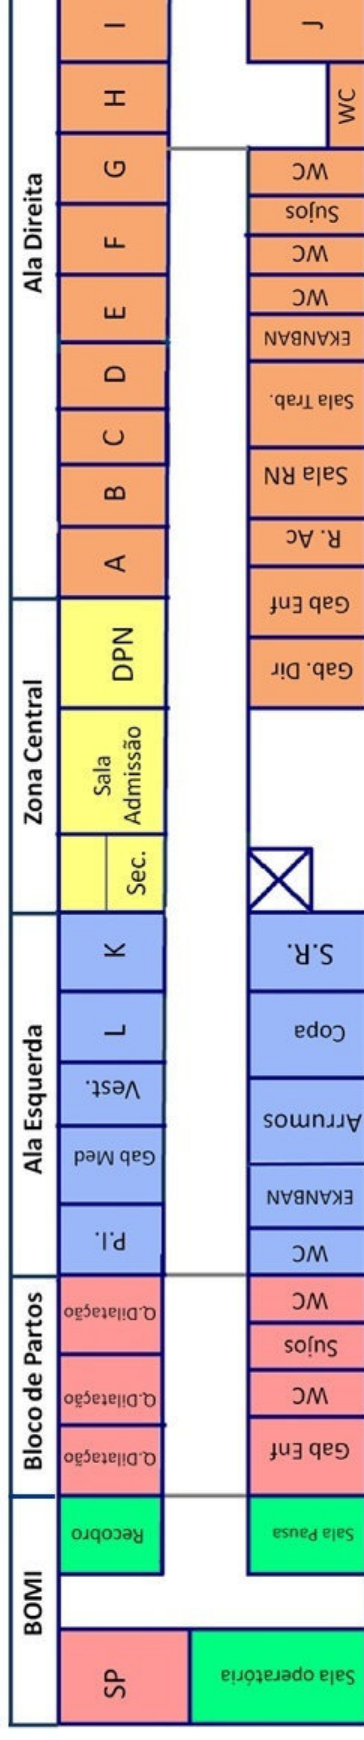 BOMI
Bloco de Partos
Ala Esquerda
Zona Central
Ala Direita
SP
Recobro
Q.Dilatação
Q.Dilatação
Q.Dilatação
P.I.
Gab Med
Vest.
L
K
Sec.
Sala
Admissão
DPN
A
B
C
D
E
F
G
H
I
Sala operatória
Sala Pausa
Gab Enf
WC
Sujos
WC
WC
EKANBAN
Arrumos
Copa
S.R.
Gab. Dir
Gab Enf
R. Ac
Sala RN
Sala Trab.
EKANBAN
WC
WC
Sujos
WC
WC
J